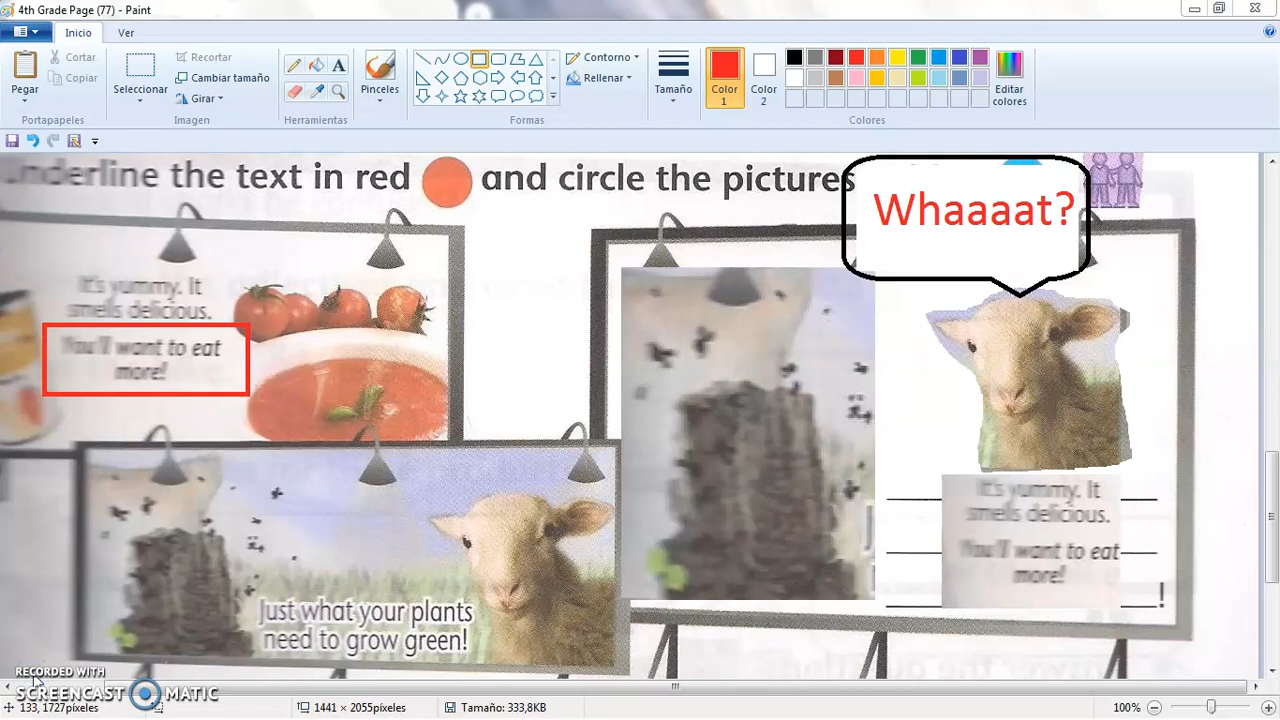 4th Grade Page (77) - Paint
Inicio Ver
Pegar
Cortar
Copiar
Portapapeles
Seleccionar
Recortar
Cambiar tamaño
Girar
Imagen
Herramientas
Pinceles
Contorno
Rellenar
Formas
Tamaño
Color 1
Color 2
Editar colores
Colores
Underline the text in red and circle the pictures
Whaaaat?
It's yummy. It
smells delicious.
You'll want to eat
more!
Just what your plants
need to grow green!
It's yummy. It
smells delicious.
You'll want to eat
more!
!
RECORDED WITH
SCREENCAST MATIC
133, 1727píxeles
1441 × 2055píxeles
Tamaño: 333,8KB
100%